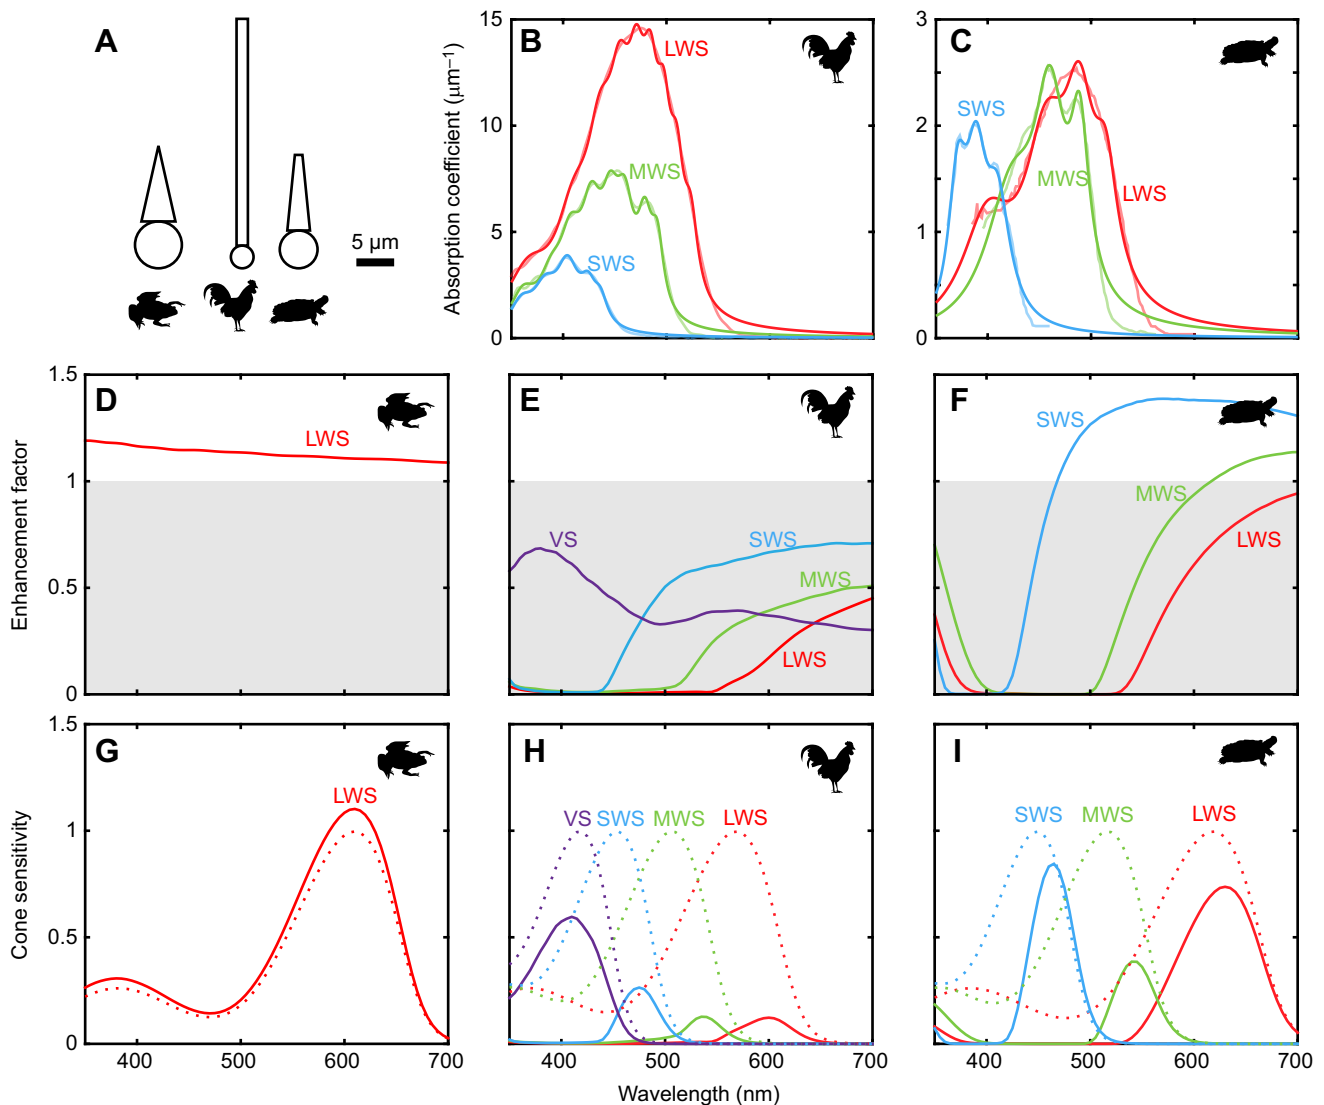 A
5 μm
B
Absorption coefficient (μm⁻¹)
15
10
5
0
LWS
MWS
SWS
C
3
2
1
0
SWS
MWS
LWS
D
Enhancement factor
1.5
1
0.5
0
LWS
E
VS
SWS
MWS
LWS
F
SWS
MWS
LWS
G
Cone sensitivity
1.5
1
0.5
0
LWS
400 500 600 700
H
VS SWS MWS LWS
400 500 600 700
I
SWS MWS LWS
400 500 600 700
Wavelength (nm)